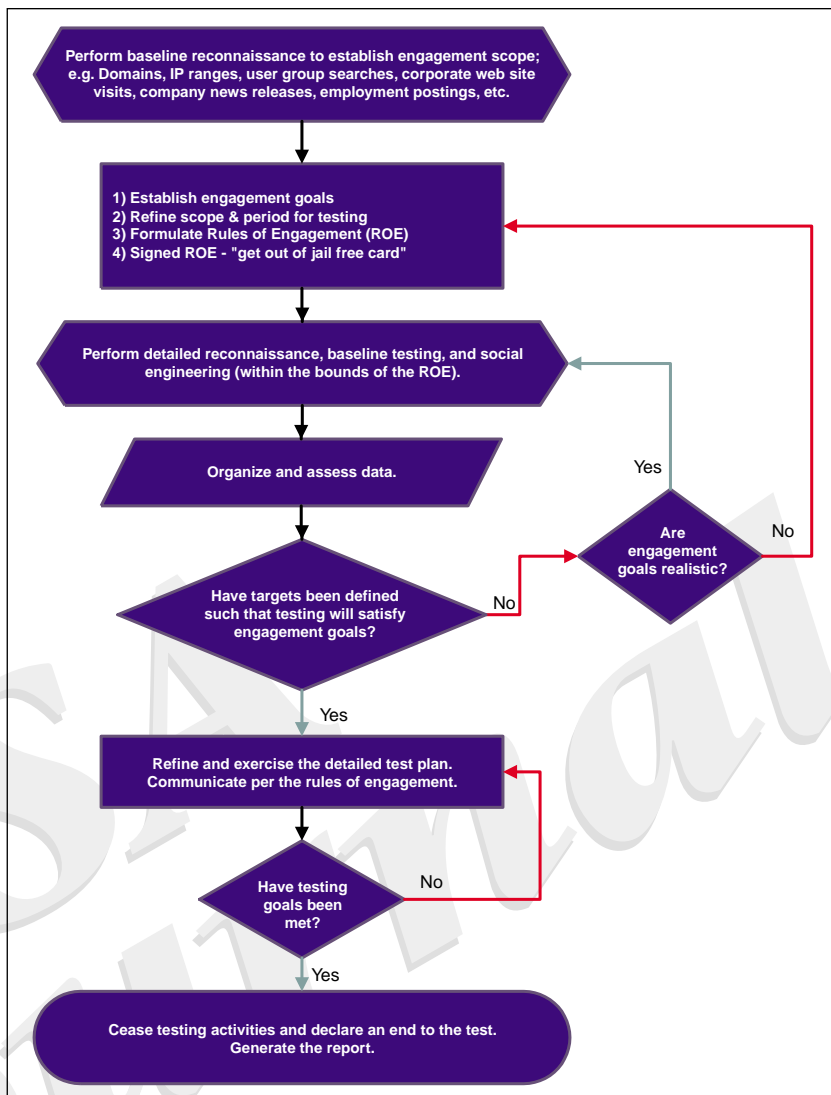 Perform baseline reconnaissance to establish engagement scope;
e.g. Domains, IP ranges, user group searches, corporate web site
visits, company news releases, employment postings, etc.
1) Establish engagement goals
2) Refine scope & period for testing
3) Formulate Rules of Engagement (ROE)
4) Signed ROE - "get out of jail free card"
Perform detailed reconnaissance, baseline testing, and social
engineering (within the bounds of the ROE).
Yes
Organize and assess data.
Are
engagement
goals realistic?
No
Have targets been defined
such that testing will satisfy
engagement goals?
No
Yes
Refine and exercise the detailed test plan.
Communicate per the rules of engagement.
Have testing
goals been
met?
No
Yes
Cease testing activities and declare an end to the test.
Generate the report.